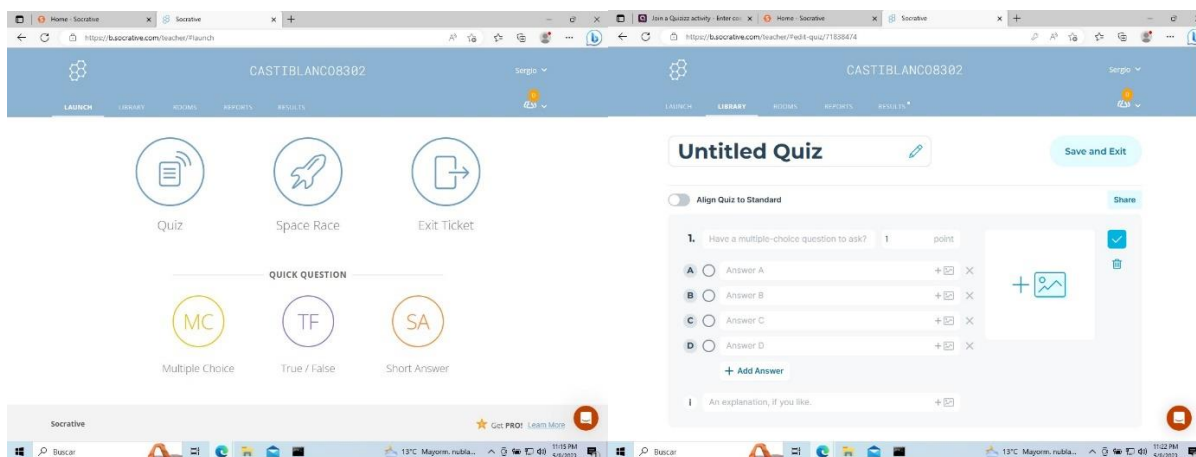 Home - Socrative
Socrative
https://b.socrative.com/teacher/#launch
CASTIBLANCO8302
Sergio
LAUNCH LIBRARY ROOMS REPORTS RESULTS
Quiz Space Race Exit Ticket
QUICK QUESTION
MC TF SA
Multiple Choice True / False Short Answer
Socrative
Get PRO! Learn More
Buscar
13°C Mayorm. nubla...
11:15 PM
Join a Quizizz activity - Enter co
Home - Socrative
Socrative
https://b.socrative.com/teacher/#edit-quiz/71838474
CASTIBLANCO8302
Sergio
LAUNCH LIBRARY ROOMS REPORTS RESULTS
Untitled Quiz
Save and Exit
Align Quiz to Standard
Share
1. Have a multiple-choice question to ask? 1 point
A Answer A
B Answer B
C Answer C
D Answer D
+ Add Answer
i An explanation, if you like.
Buscar
13°C Mayorm. nubla...
11:22 PM